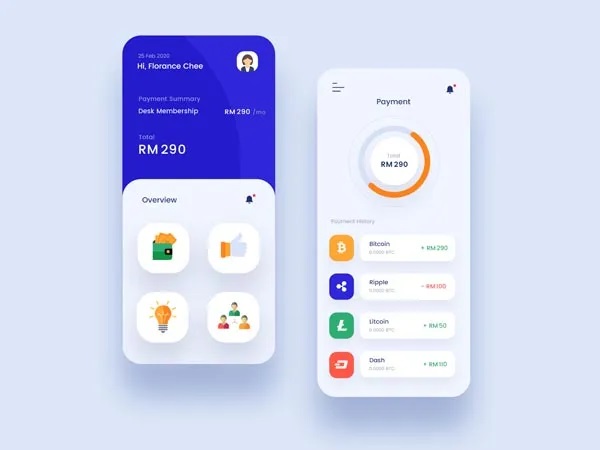 25 Feb 2020
Hi, Florance Chee
Payment Summary
Desk Membership RM 290 /mo
Total
RM 290
Overview
Payment
Total
RM 290
Payment History
Bitcoin + RM 290
0.0000 BTC
Ripple - RM 100
0.0000 BTC
Litcoin + RM 50
0.0000 BTC
Dash + RM 110
0.0000 BTC